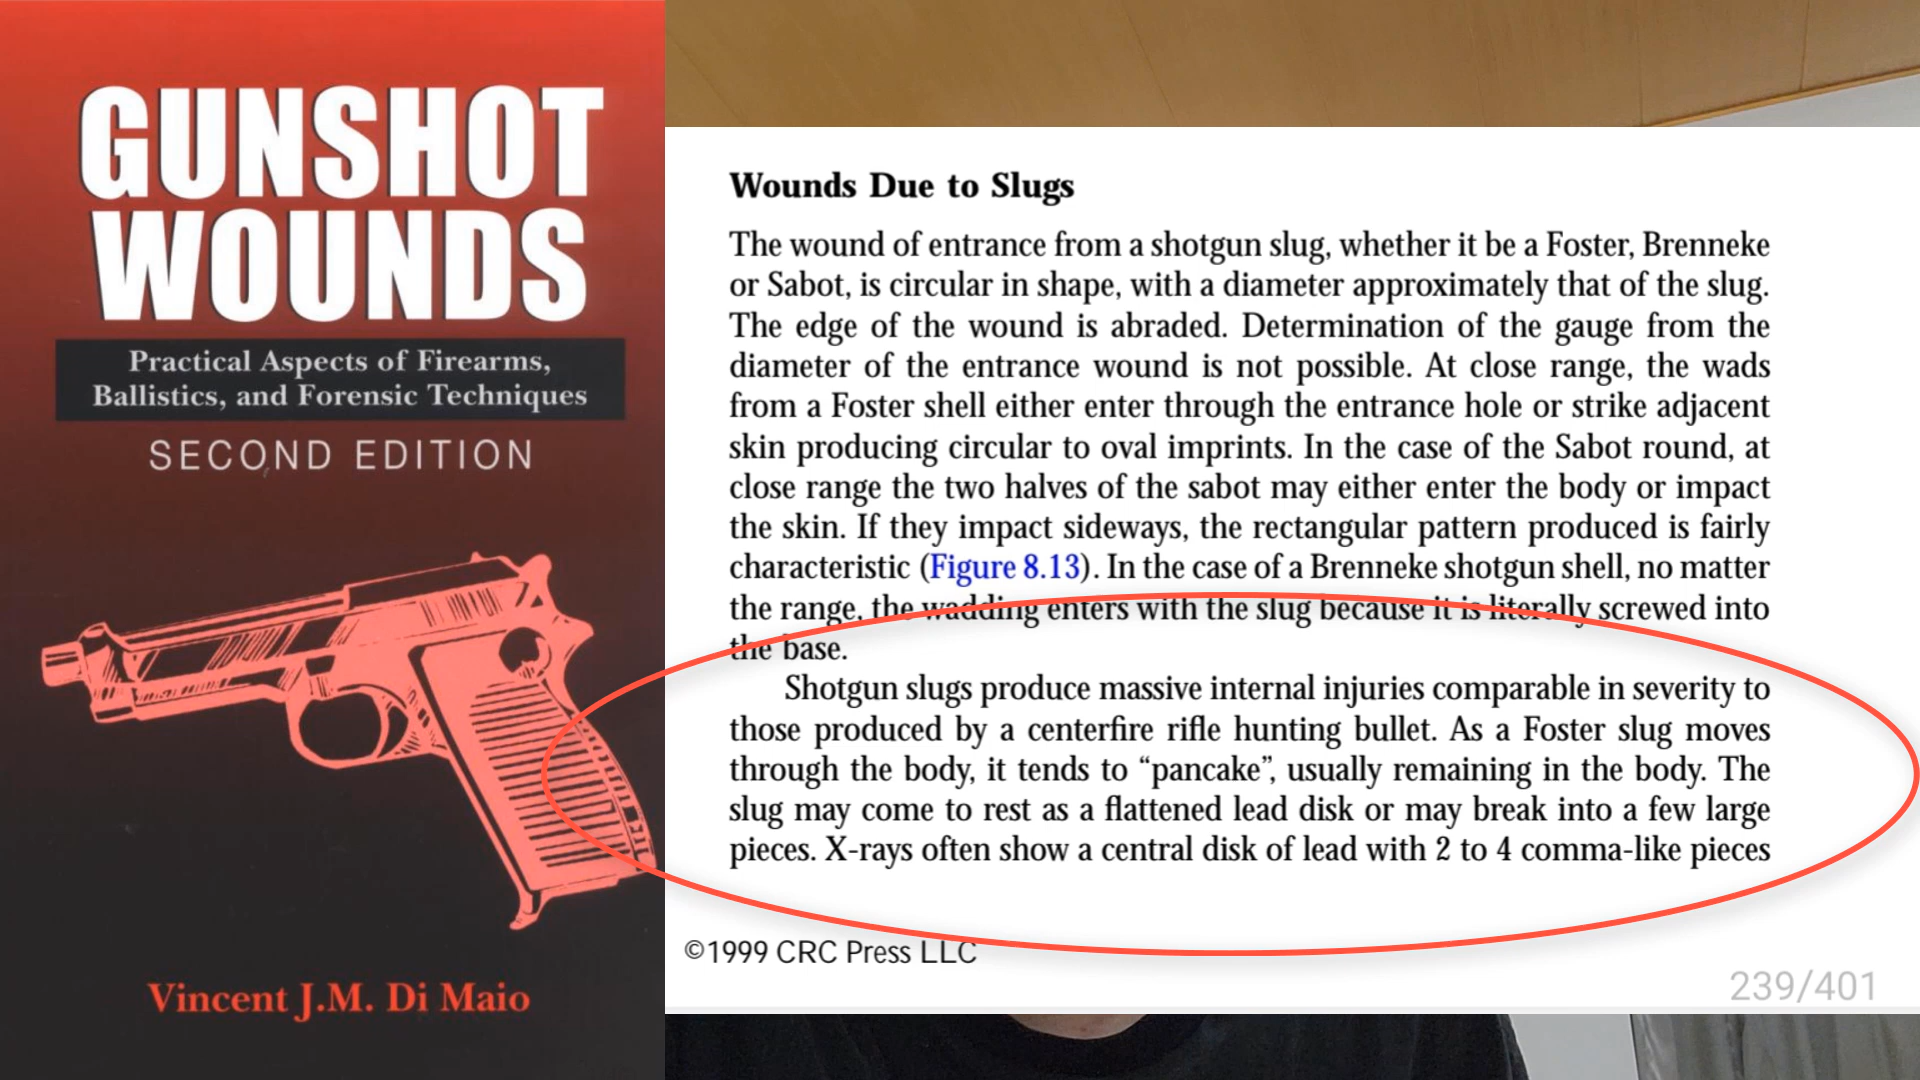 GUNSHOT
WOUNDS
Practical Aspects of Firearms,
Ballistics, and Forensic Techniques
SECOND EDITION
Vincent J.M. Di Maio
Wounds Due to Slugs
The wound of entrance from a shotgun slug, whether it be a Foster, Brenneke
or Sabot, is circular in shape, with a diameter approximately that of the slug.
The edge of the wound is abraded. Determination of the gauge from the
diameter of the entrance wound is not possible. At close range, the wads
from a Foster shell either enter through the entrance hole or strike adjacent
skin producing circular to oval imprints. In the case of the Sabot round, at
close range the two halves of the sabot may either enter the body or impact
the skin. If they impact sideways, the rectangular pattern produced is fairly
characteristic (Figure 8.13). In the case of a Brenneke shotgun shell, no matter
the range, the wadding enters with the slug because it is literally screwed into
the base.
Shotgun slugs produce massive internal injuries comparable in severity to
those produced by a centerfire rifle hunting bullet. As a Foster slug moves
through the body, it tends to “pancake”, usually remaining in the body. The
slug may come to rest as a flattened lead disk or may break into a few large
pieces. X-rays often show a central disk of lead with 2 to 4 comma-like pieces
©1999 CRC Press LLC
239/401